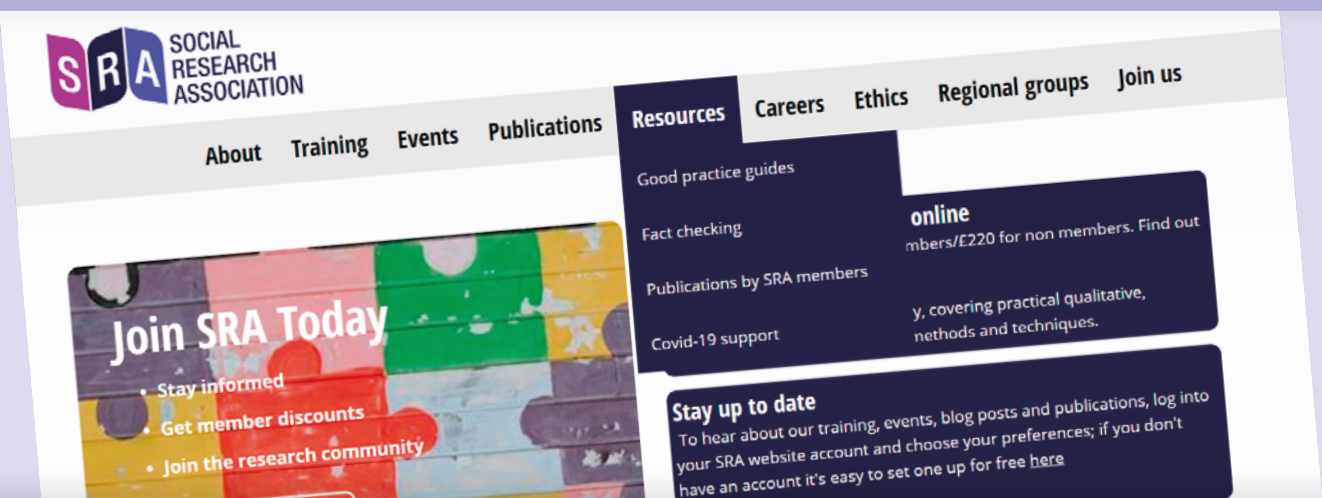 SRA
SOCIAL
RESEARCH
ASSOCIATION
About Training Events Publications Resources Careers Ethics Regional groups Join us
Good practice guides
Fact checking
Publications by SRA members
Covid-19 support
Join SRA Today
• Stay informed
• Get member discounts
• Join the research community
online
/£220 for non members. Find out
covering practical qualitative,
and techniques.
Stay up to date
To hear about our training, events, blog posts and publications, log into
your SRA website account and choose your preferences; if you don't
have an account it's easy to set one up for free here